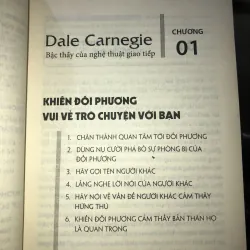 Dale Carnegie
Bậc thầy của nghệ thuật giao tiếp
CHƯƠNG
01
KHIẾN ĐỐI PHƯƠNG
VUI VẺ TRÒ CHUYỆN VỚI BẠN
1. CHÂN THÀNH QUAN TÂM TỚI ĐỐI PHƯƠNG
2. DÙNG NỤ CƯỜI PHÁ BỎ SỰ PHÒNG BỊ CỦA
ĐỐI PHƯƠNG
3. HÃY GỌI TÊN NGƯỜI KHÁC
4. LẮNG NGHE LỜI NÓI CỦA NGƯỜI KHÁC
5. HÃY NÓI VỀ VẤN ĐỀ NGƯỜI KHÁC CẢM THẤY
HỨNG THÚ
6. KHIẾN ĐỐI PHƯƠNG CẢM THẤY BẢN THÂN HỌ
LÀ QUAN TRỌNG